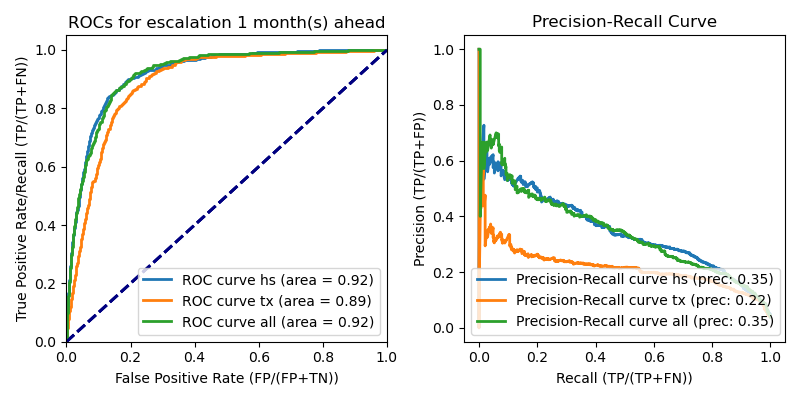 ROCs for escalation 1 month(s) ahead
True Positive Rate/Recall (TP/(TP+FN))
1.0
0.8
0.6
0.4
0.2
0.0
ROC curve hs (area = 0.92)
ROC curve tx (area = 0.89)
ROC curve all (area = 0.92)
0.0 0.2 0.4 0.6 0.8 1.0
False Positive Rate (FP/(FP+TN))
Precision-Recall Curve
Precision (TP/(TP+FP))
1.0
0.8
0.6
0.4
0.2
0.0
Precision-Recall curve hs (prec: 0.35)
Precision-Recall curve tx (prec: 0.22)
Precision-Recall curve all (prec: 0.35)
0.0 0.2 0.4 0.6 0.8 1.0
Recall (TP/(TP+FN))